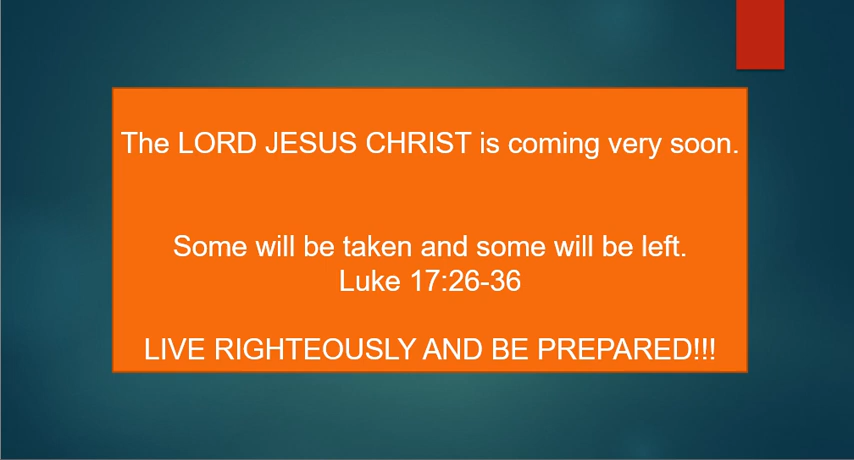 The LORD JESUS CHRIST is coming very soon.
Some will be taken and some will be left.
Luke 17:26-36
LIVE RIGHTEOUSLY AND BE PREPARED!!!